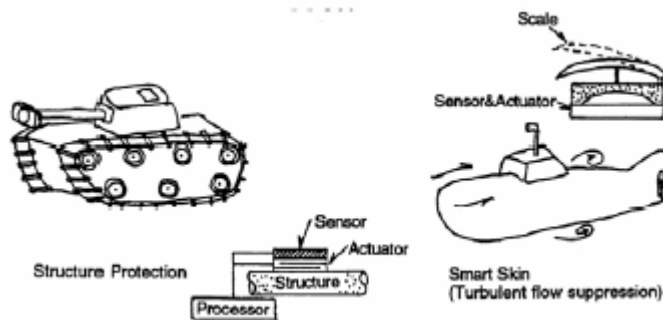 Scale
Sensor&Actuator
Sensor
Actuator
Structure
Processor
Structure Protection
Smart Skin
(Turbulent flow suppression)